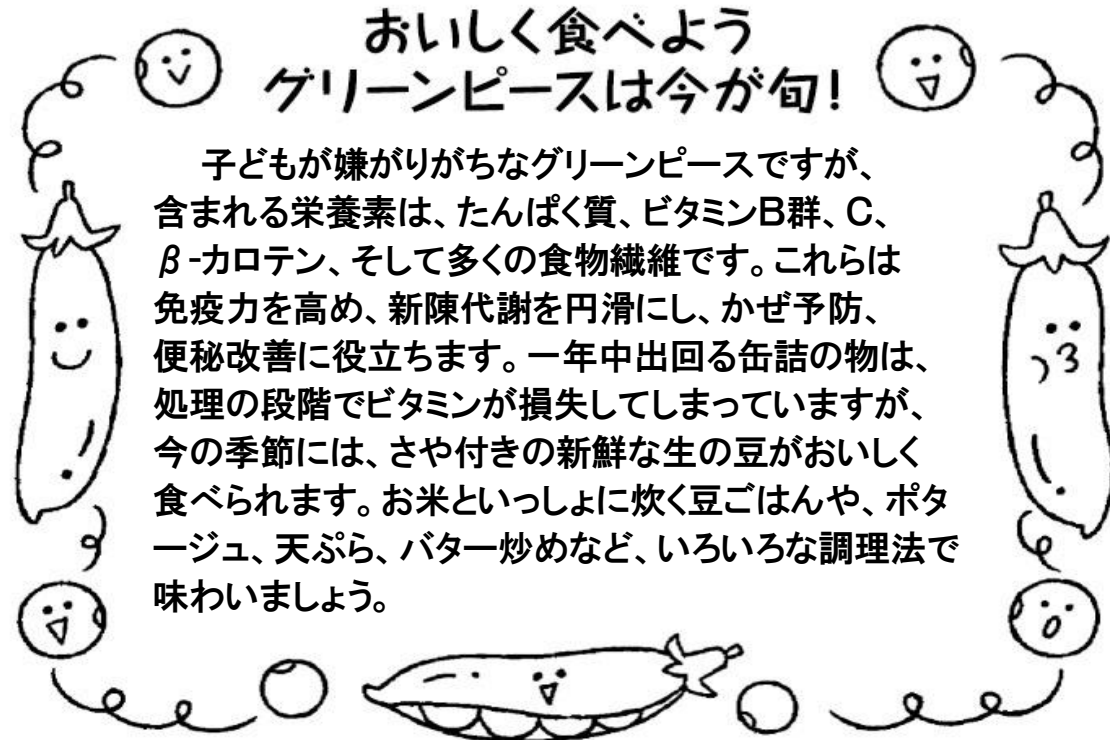 おいしく食べよう
グリーンピースは今が旬!
子どもが嫌がりがちなグリーンピースですが、
含まれる栄養素は、たんぱく質、ビタミンB群、C、
β-カロテン、そして多くの食物繊維です。これらは
免疫力を高め、新陳代謝を円滑にし、かぜ予防、
便秘改善に役立ちます。一年中出回る缶詰の物は、
処理の段階でビタミンが損失してしまっていますが、
今の季節には、さや付きの新鮮な生の豆がおいしく
食べられます。お米といっしょに炊く豆ごはんや、ポタ
ージュ、天ぷら、バター炒めなど、いろいろな調理法で
味わいましょう。